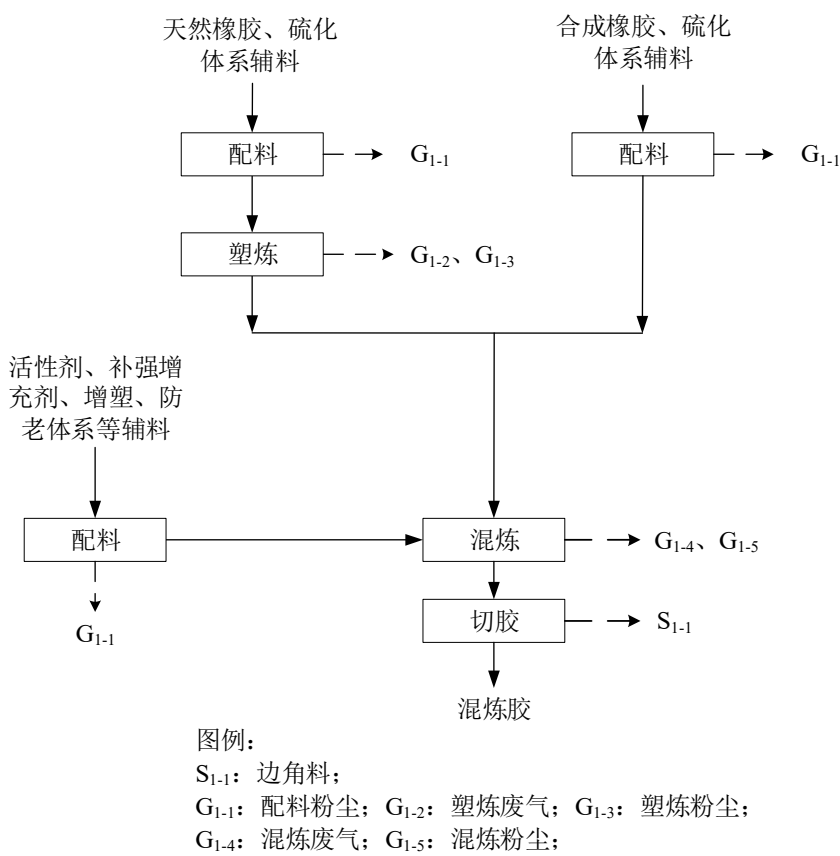 天然橡胶、硫化
体系辅料
合成橡胶、硫化
体系辅料
配料
G1-1
配料
G1-1
塑炼
G1-2、G1-3
活性剂、补强增
充剂、增塑、防
老体系等辅料
配料
G1-1
混炼
G1-4、G1-5
切胶
S1-1
混炼胶
图例：
S1-1：边角料；
G1-1：配料粉尘；G1-2：塑炼废气；G1-3：塑炼粉尘；
G1-4：混炼废气；G1-5：混炼粉尘；